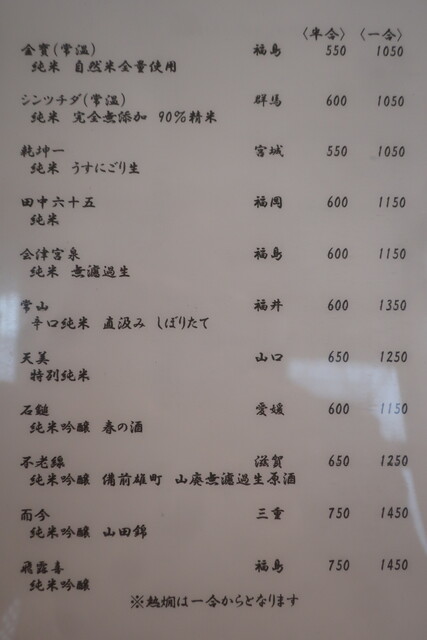 〈半合〉 〈一合〉
金寳(常温) 福島 550 1050
純米 自然米全量使用
シンツチダ(常温) 群馬 600 1050
純米 完全無添加 90%精米
乾坤一 宮城 550 1050
純米 うすにごり生
田中六十五 福岡 600 1150
純米
会津宮泉 福島 600 1150
純米 無濾過生
常山 福井 600 1350
辛口純米 直汲み しぼりたて
天美 山口 650 1250
特別純米
石鎚 愛媛 600 1150
純米吟醸 春の酒
不老泉 滋賀 650 1250
純米吟醸 備前雄町 山廃無濾過生原酒
而今 三重 750 1450
純米吟醸 山田錦
飛露喜 福島 750 1450
純米吟醸
※熱燗は一合からとなります